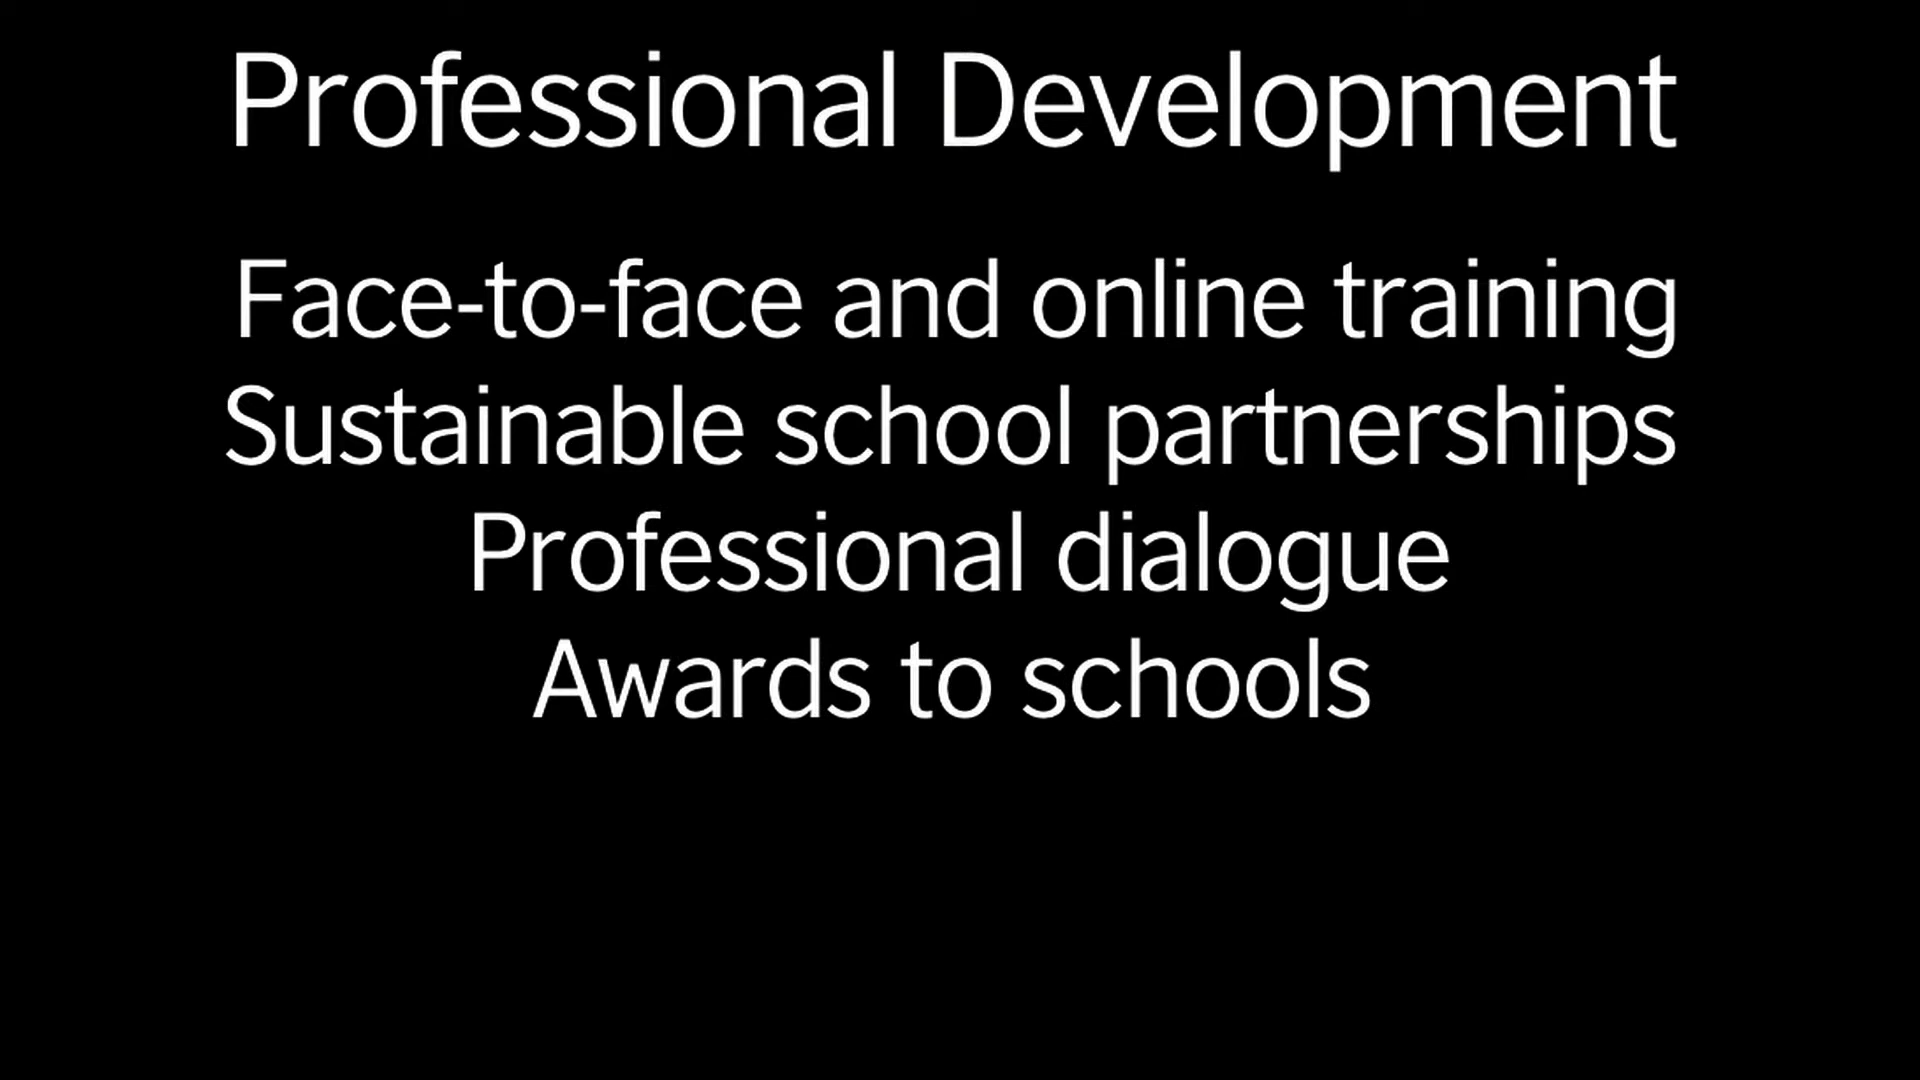 Professional Development
Face-to-face and online training
Sustainable school partnerships
Professional dialogue
Awards to schools